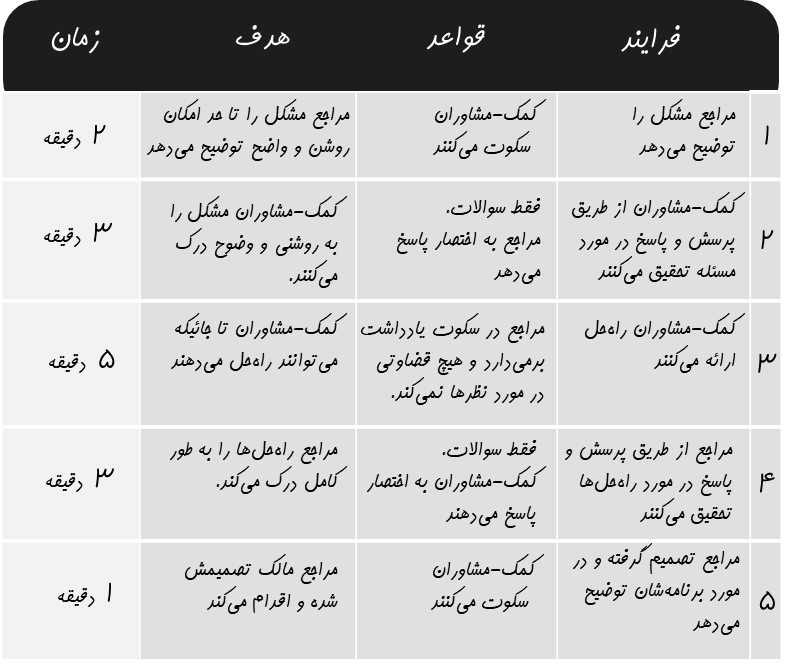 فرایند
قواعد
هدف
زمان
۱
مراجع مشکل را
توضیح می‌دهد
کمک-مشاوران
سکوت می‌کنند
مراجع مشکل را تا حد امکان
روشن و واضح توضیح می‌دهد
۲ دقیقه
۲
کمک-مشاوران از طریق
پرسش و پاسخ در مورد
مسئله تحقیق می‌کنند
فقط سوالات.
مراجع به اختصار پاسخ
می‌دهد
کمک-مشاوران مشکل را
به روشنی و وضوح درک
می‌کنند.
۳ دقیقه
۳
کمک-مشاوران راه‌حل
ارائه می‌کنند
مراجع در سکوت یادداشت
برمی‌دارد و هیچ قضاوتی
در مورد نظرها نمی‌کند.
کمک-مشاوران تا جائیکه
می‌توانند راه‌حل می‌دهند
۵ دقیقه
۴
مراجع از طریق پرسش و
پاسخ در مورد راه‌حل‌ها
تحقیق می‌کنند
فقط سوالات.
کمک-مشاوران به اختصار
پاسخ می‌دهند
مراجع راه‌حل‌ها را به طور
کامل درک می‌کند.
۳ دقیقه
۵
مراجع تصمیم گرفته و در
مورد برنامه‌شان توضیح
می‌دهد
کمک-مشاوران
سکوت می‌کنند
مراجع مالک تصمیمش
شده و اقدام می‌کند
۱ دقیقه